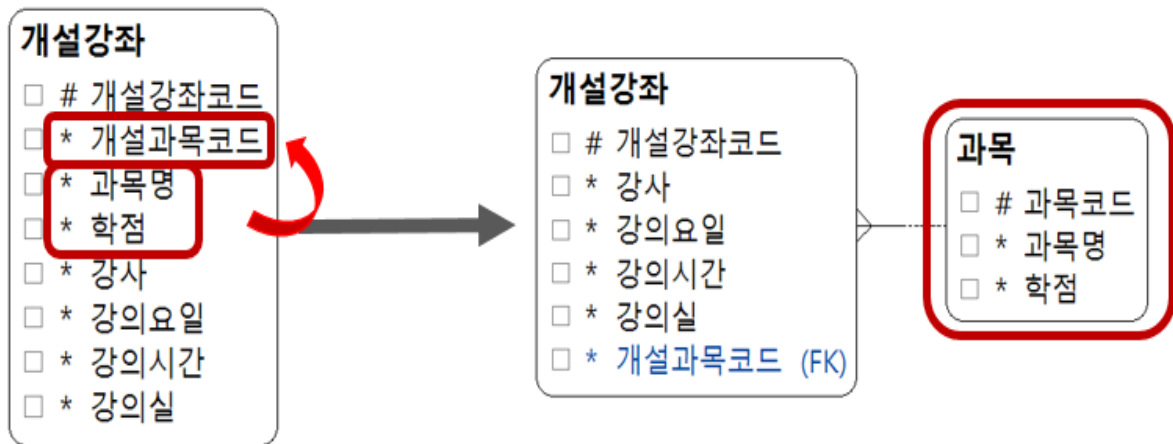 개설강좌
□ # 개설강좌코드
□ * 개설과목코드
□ * 과목명
□ * 학점
□ * 강사
□ * 강의요일
□ * 강의시간
□ * 강의실
개설강좌
□ # 개설강좌코드
□ * 강사
□ * 강의요일
□ * 강의시간
□ * 강의실
□ * 개설과목코드 (FK)
과목
□ # 과목코드
□ * 과목명
□ * 학점